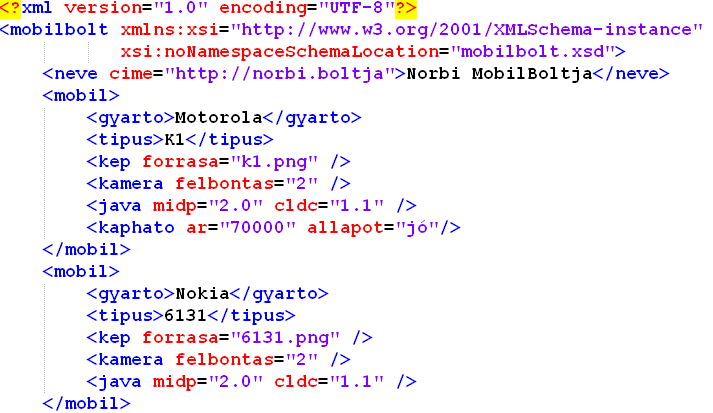 <?xml version="1.0" encoding="UTF-8"?>
<mobilbolt xmlns:xsi="http://www.w3.org/2001/XMLSchema-instance"
xsi:noNamespaceSchemaLocation="mobilbolt.xsd">
<neve cime="http://norbi.boltja">Norbi MobilBoltja</neve>
<mobil>
<gyarto>Motorola</gyarto>
<tipus>K1</tipus>
<kep forrasa="k1.png" />
<kamera felbontas="2" />
<java midp="2.0" cldc="1.1" />
<kaphato ar="70000" allapot="jó"/>
</mobil>
<mobil>
<gyarto>Nokia</gyarto>
<tipus>6131</tipus>
<kep forrasa="6131.png" />
<kamera felbontas="2" />
<java midp="2.0" cldc="1.1" />
</mobil>